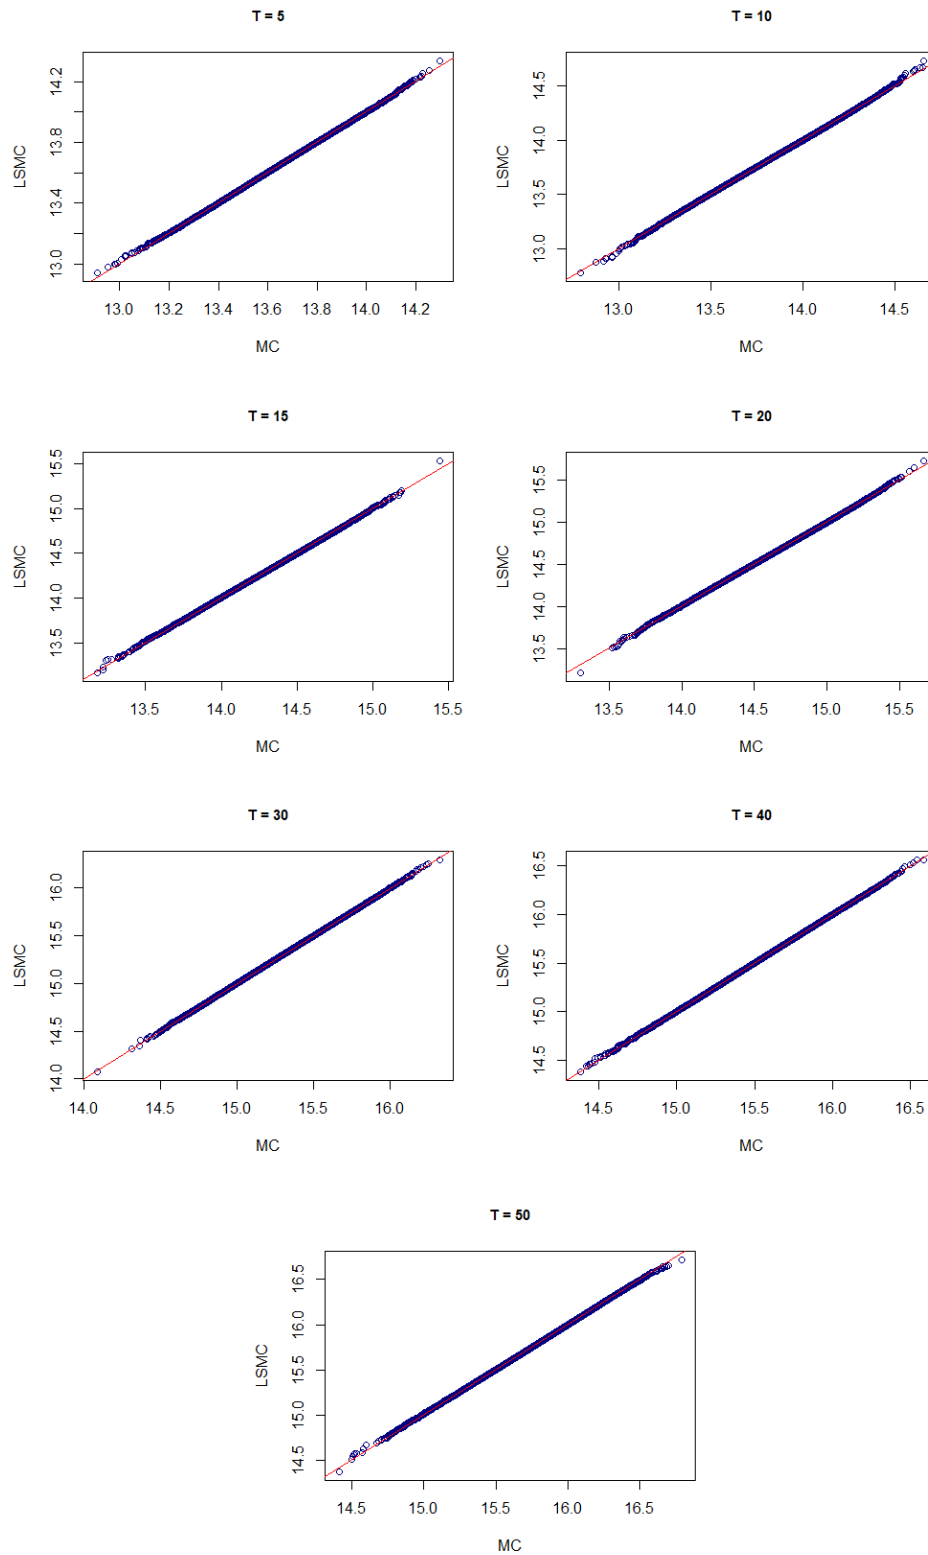 T = 5
LSMC
14.2
13.8
13.4
13.0
13.0 13.2 13.4 13.6 13.8 14.0 14.2
MC
T = 10
LSMC
14.5
14.0
13.5
13.0
13.0 13.5 14.0 14.5
MC
T = 15
LSMC
15.5
15.0
14.5
14.0
13.5
13.5 14.0 14.5 15.0 15.5
MC
T = 20
LSMC
15.5
15.0
14.5
14.0
13.5
13.5 14.0 14.5 15.0 15.5
MC
T = 30
LSMC
16.0
15.5
15.0
14.5
14.0
14.0 14.5 15.0 15.5 16.0
MC
T = 40
LSMC
16.5
16.0
15.5
15.0
14.5
14.5 15.0 15.5 16.0 16.5
MC
T = 50
LSMC
16.5
16.0
15.5
15.0
14.5
14.5 15.0 15.5 16.0 16.5
MC